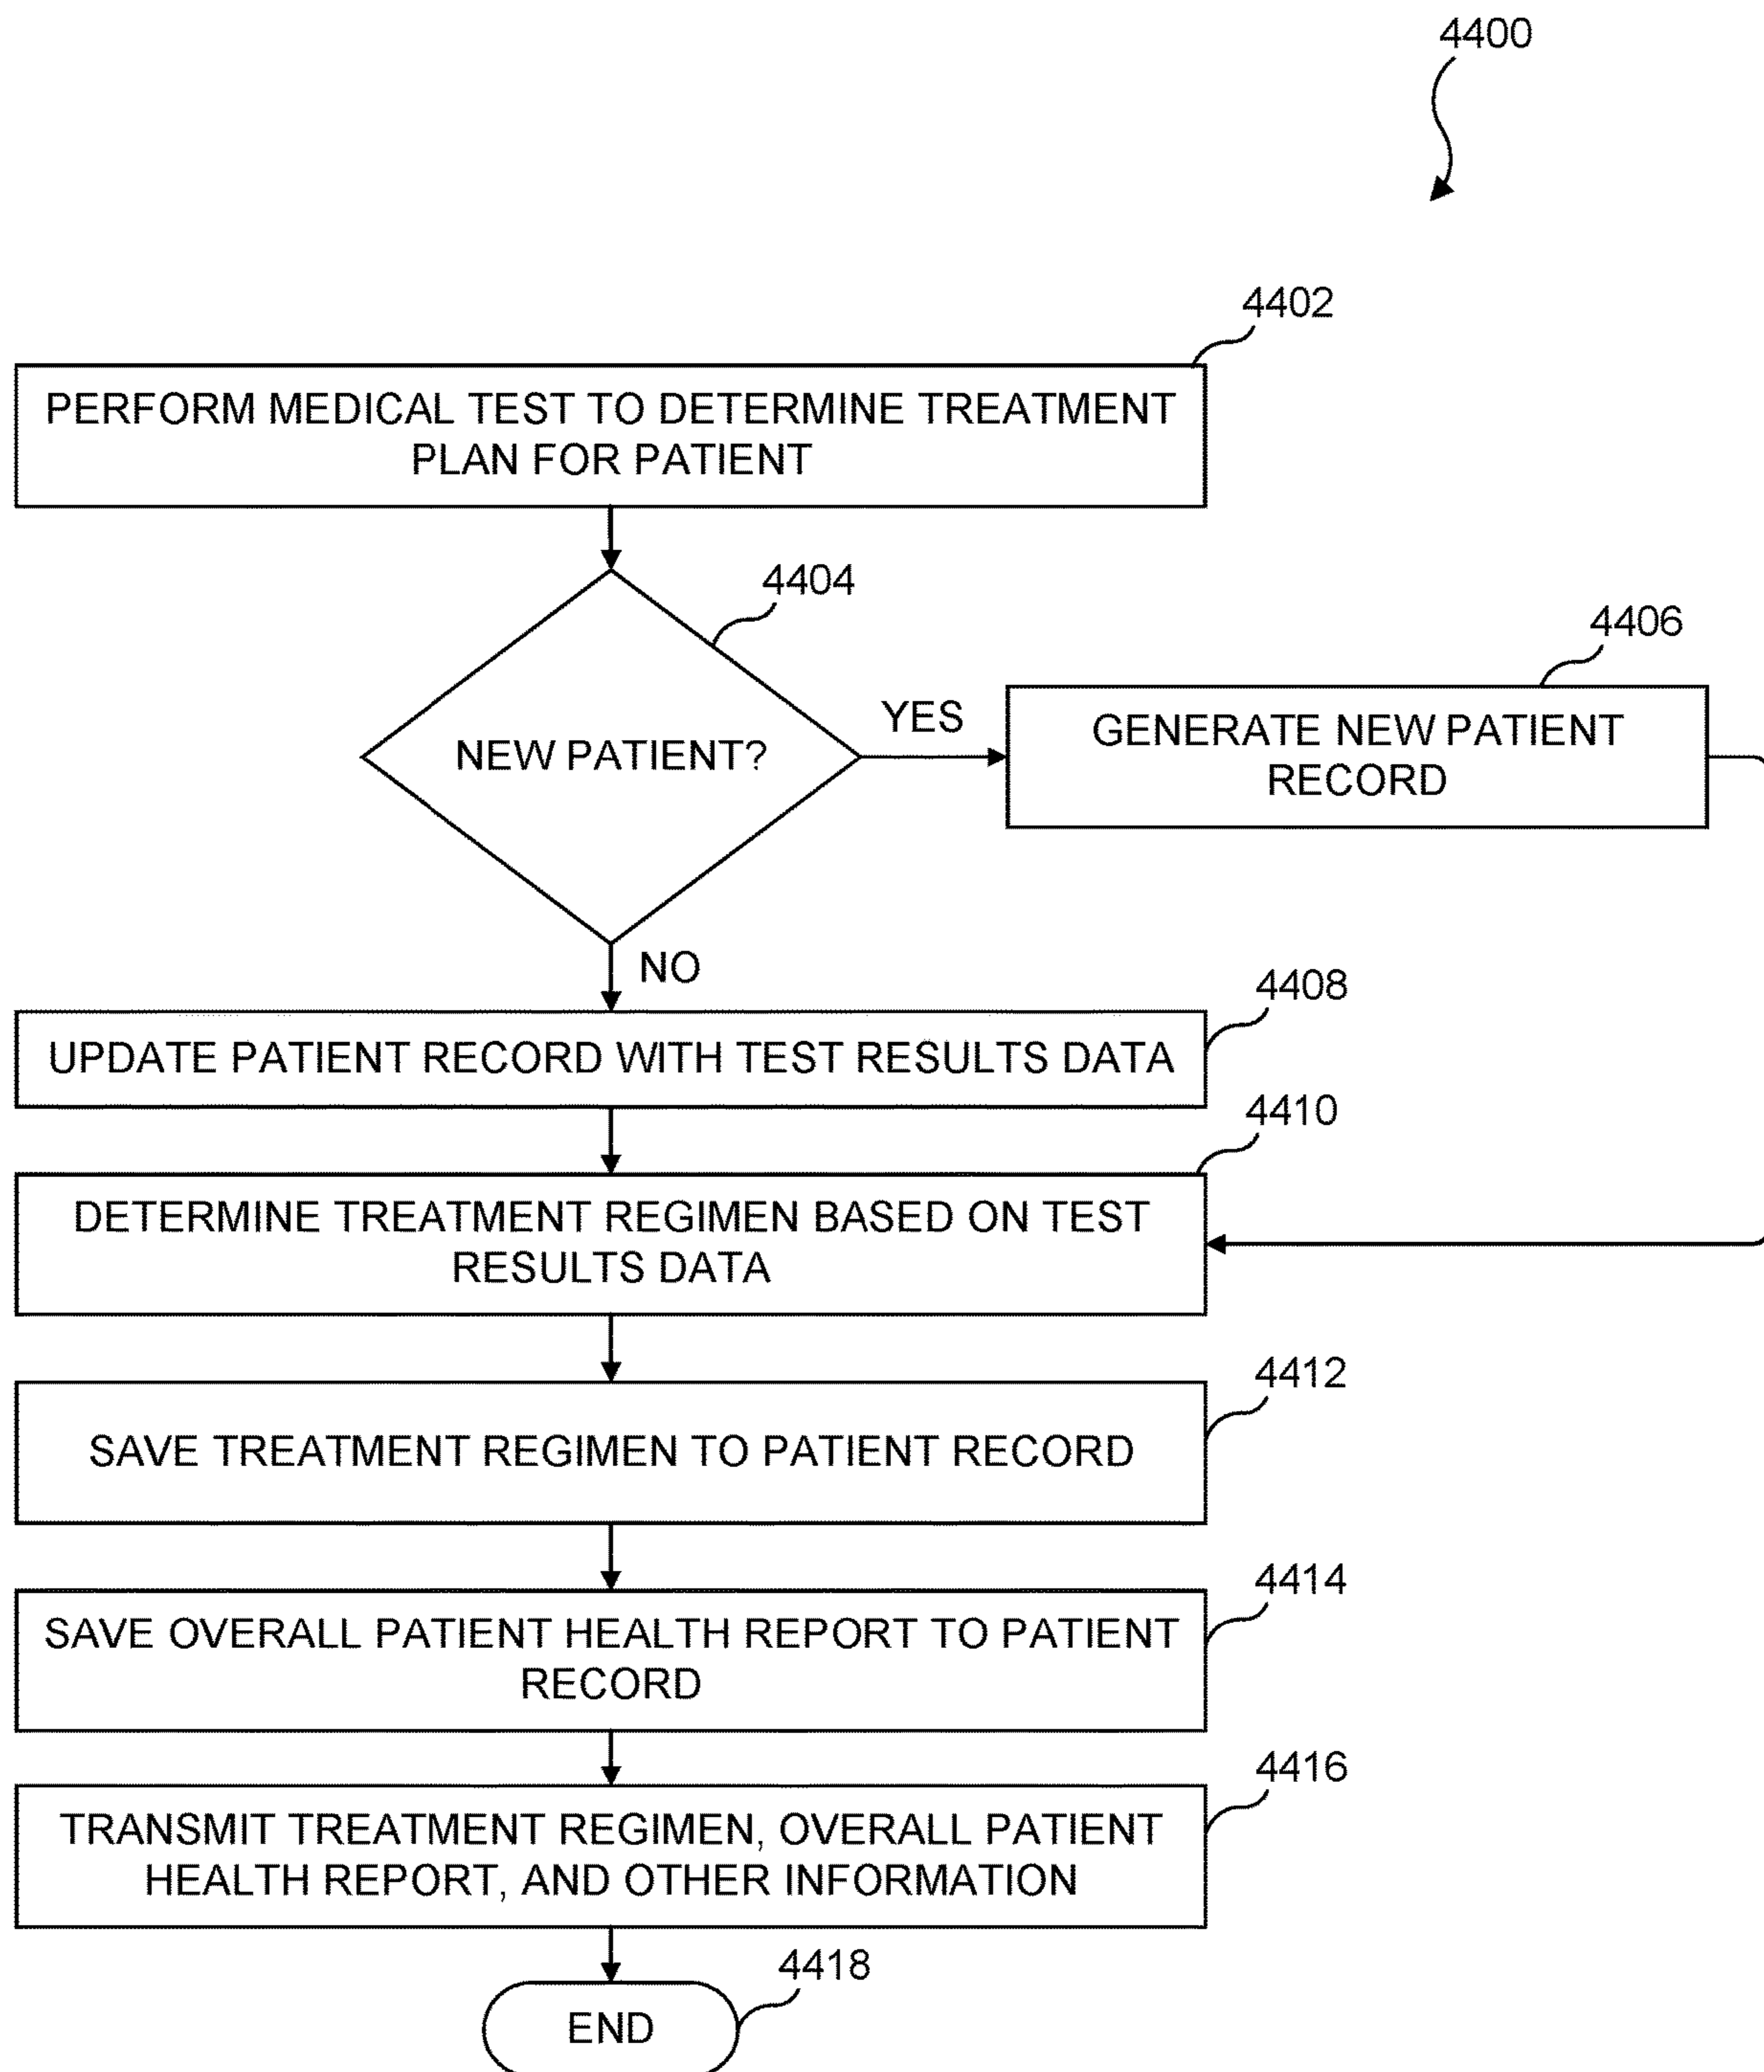 4400
4402
PERFORM MEDICAL TEST TO DETERMINE TREATMENT
PLAN FOR PATIENT
4404
NEW PATIENT?
YES
4406
GENERATE NEW PATIENT
RECORD
NO
4408
UPDATE PATIENT RECORD WITH TEST RESULTS DATA
4410
DETERMINE TREATMENT REGIMEN BASED ON TEST
RESULTS DATA
4412
SAVE TREATMENT REGIMEN TO PATIENT RECORD
4414
SAVE OVERALL PATIENT HEALTH REPORT TO PATIENT
RECORD
4416
TRANSMIT TREATMENT REGIMEN, OVERALL PATIENT
HEALTH REPORT, AND OTHER INFORMATION
4418
END